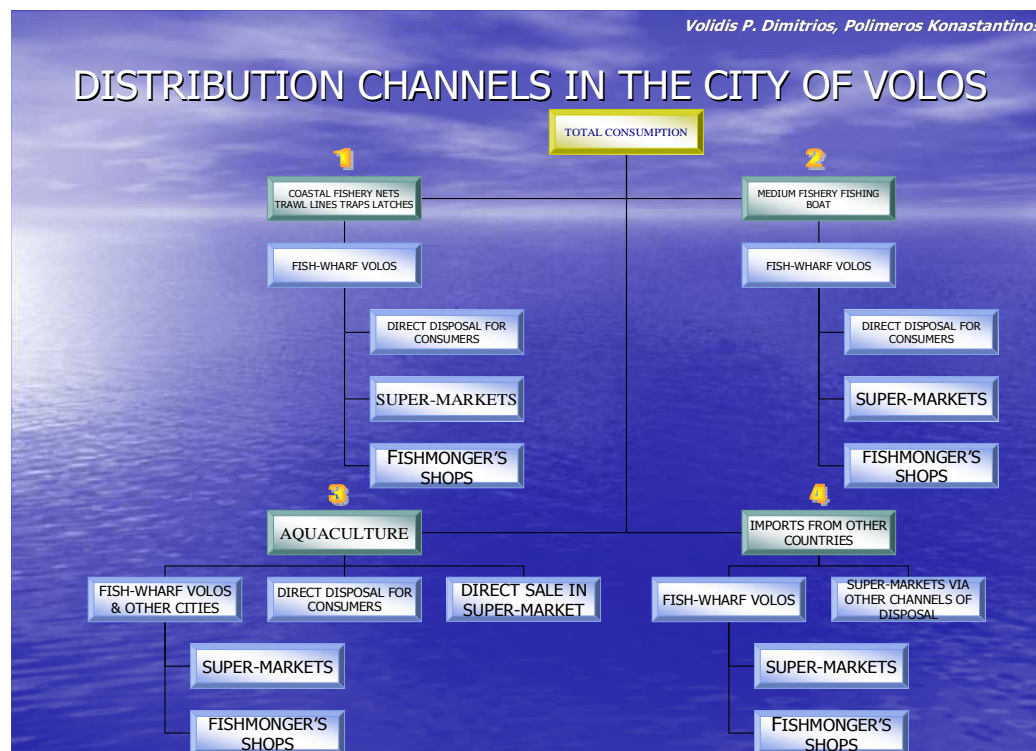 Volidis P. Dimitrios, Polimeros Konastantinos
DISTRIBUTION CHANNELS IN THE CITY OF VOLOS
TOTAL CONSUMPTION
1
COASTAL FISHERY NETS
TRAWL LINES TRAPS LATCHES
FISH-WHARF VOLOS
DIRECT DISPOSAL FOR
CONSUMERS
SUPER-MARKETS
FISHMONGER'S
SHOPS
2
MEDIUM FISHERY FISHING
BOAT
FISH-WHARF VOLOS
DIRECT DISPOSAL FOR
CONSUMERS
SUPER-MARKETS
FISHMONGER'S
SHOPS
3
AQUACULTURE
FISH-WHARF VOLOS
& OTHER CITIES
DIRECT DISPOSAL FOR
CONSUMERS
DIRECT SALE IN
SUPER-MARKET
SUPER-MARKETS
FISHMONGER'S
SHOPS
4
IMPORTS FROM OTHER
COUNTRIES
FISH-WHARF VOLOS
SUPER-MARKETS VIA
OTHER CHANNELS OF
DISPOSAL
SUPER-MARKETS
FISHMONGER'S
SHOPS